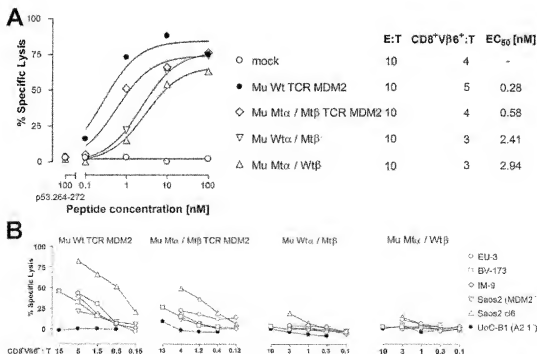 A
E:T CD8⁺Vβ6⁺:T EC₅₀ [nM]
mock 10 4 -
Mu Wt TCR MDM2 10 5 0.28
Mu Mtα / Mtβ TCR MDM2 10 4 0.58
Mu Wtα / Mtβ 10 3 2.41
Mu Mtα / Wtβ 10 3 2.94
% Specific Lysis
100
75
50
25
0
100 0.1 1 10 100
p53.264-272
Peptide concentration [nM]
B
Mu Wt TCR MDM2 Mu Mtα / Mtβ TCR MDM2 Mu Wtα / Mtβ Mu Mtα / Wtβ
% Specific Lysis
100
75
50
25
0
EU-3
BV-173
IM-9
Saos2 (MDM2
Saos2 cl6
UoC-B1 (A2.1
CD8⁺Vβ6⁺: T 15 5 1.5 0.5 0.15 13 4 1.2 0.4 0.12 10 3 1 0.3 0.1 10 3 1 0.3 0.1